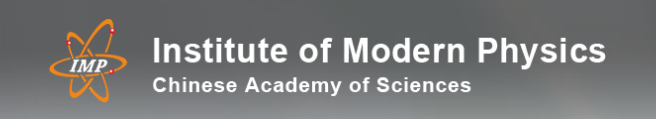 IMP
Institute of Modern Physics
Chinese Academy of Sciences